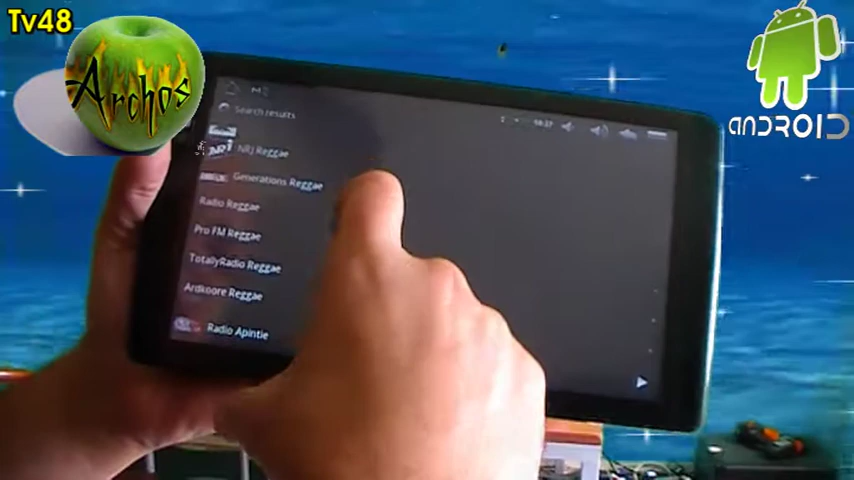 Tv48
Archos
ANDROID
Search results
NRJ Reggae
Generations Reggae
Radio Reggae
Pro FM Reggae
TotallyRadio Reggae
Ardkoore Reggae
Radio Apintie